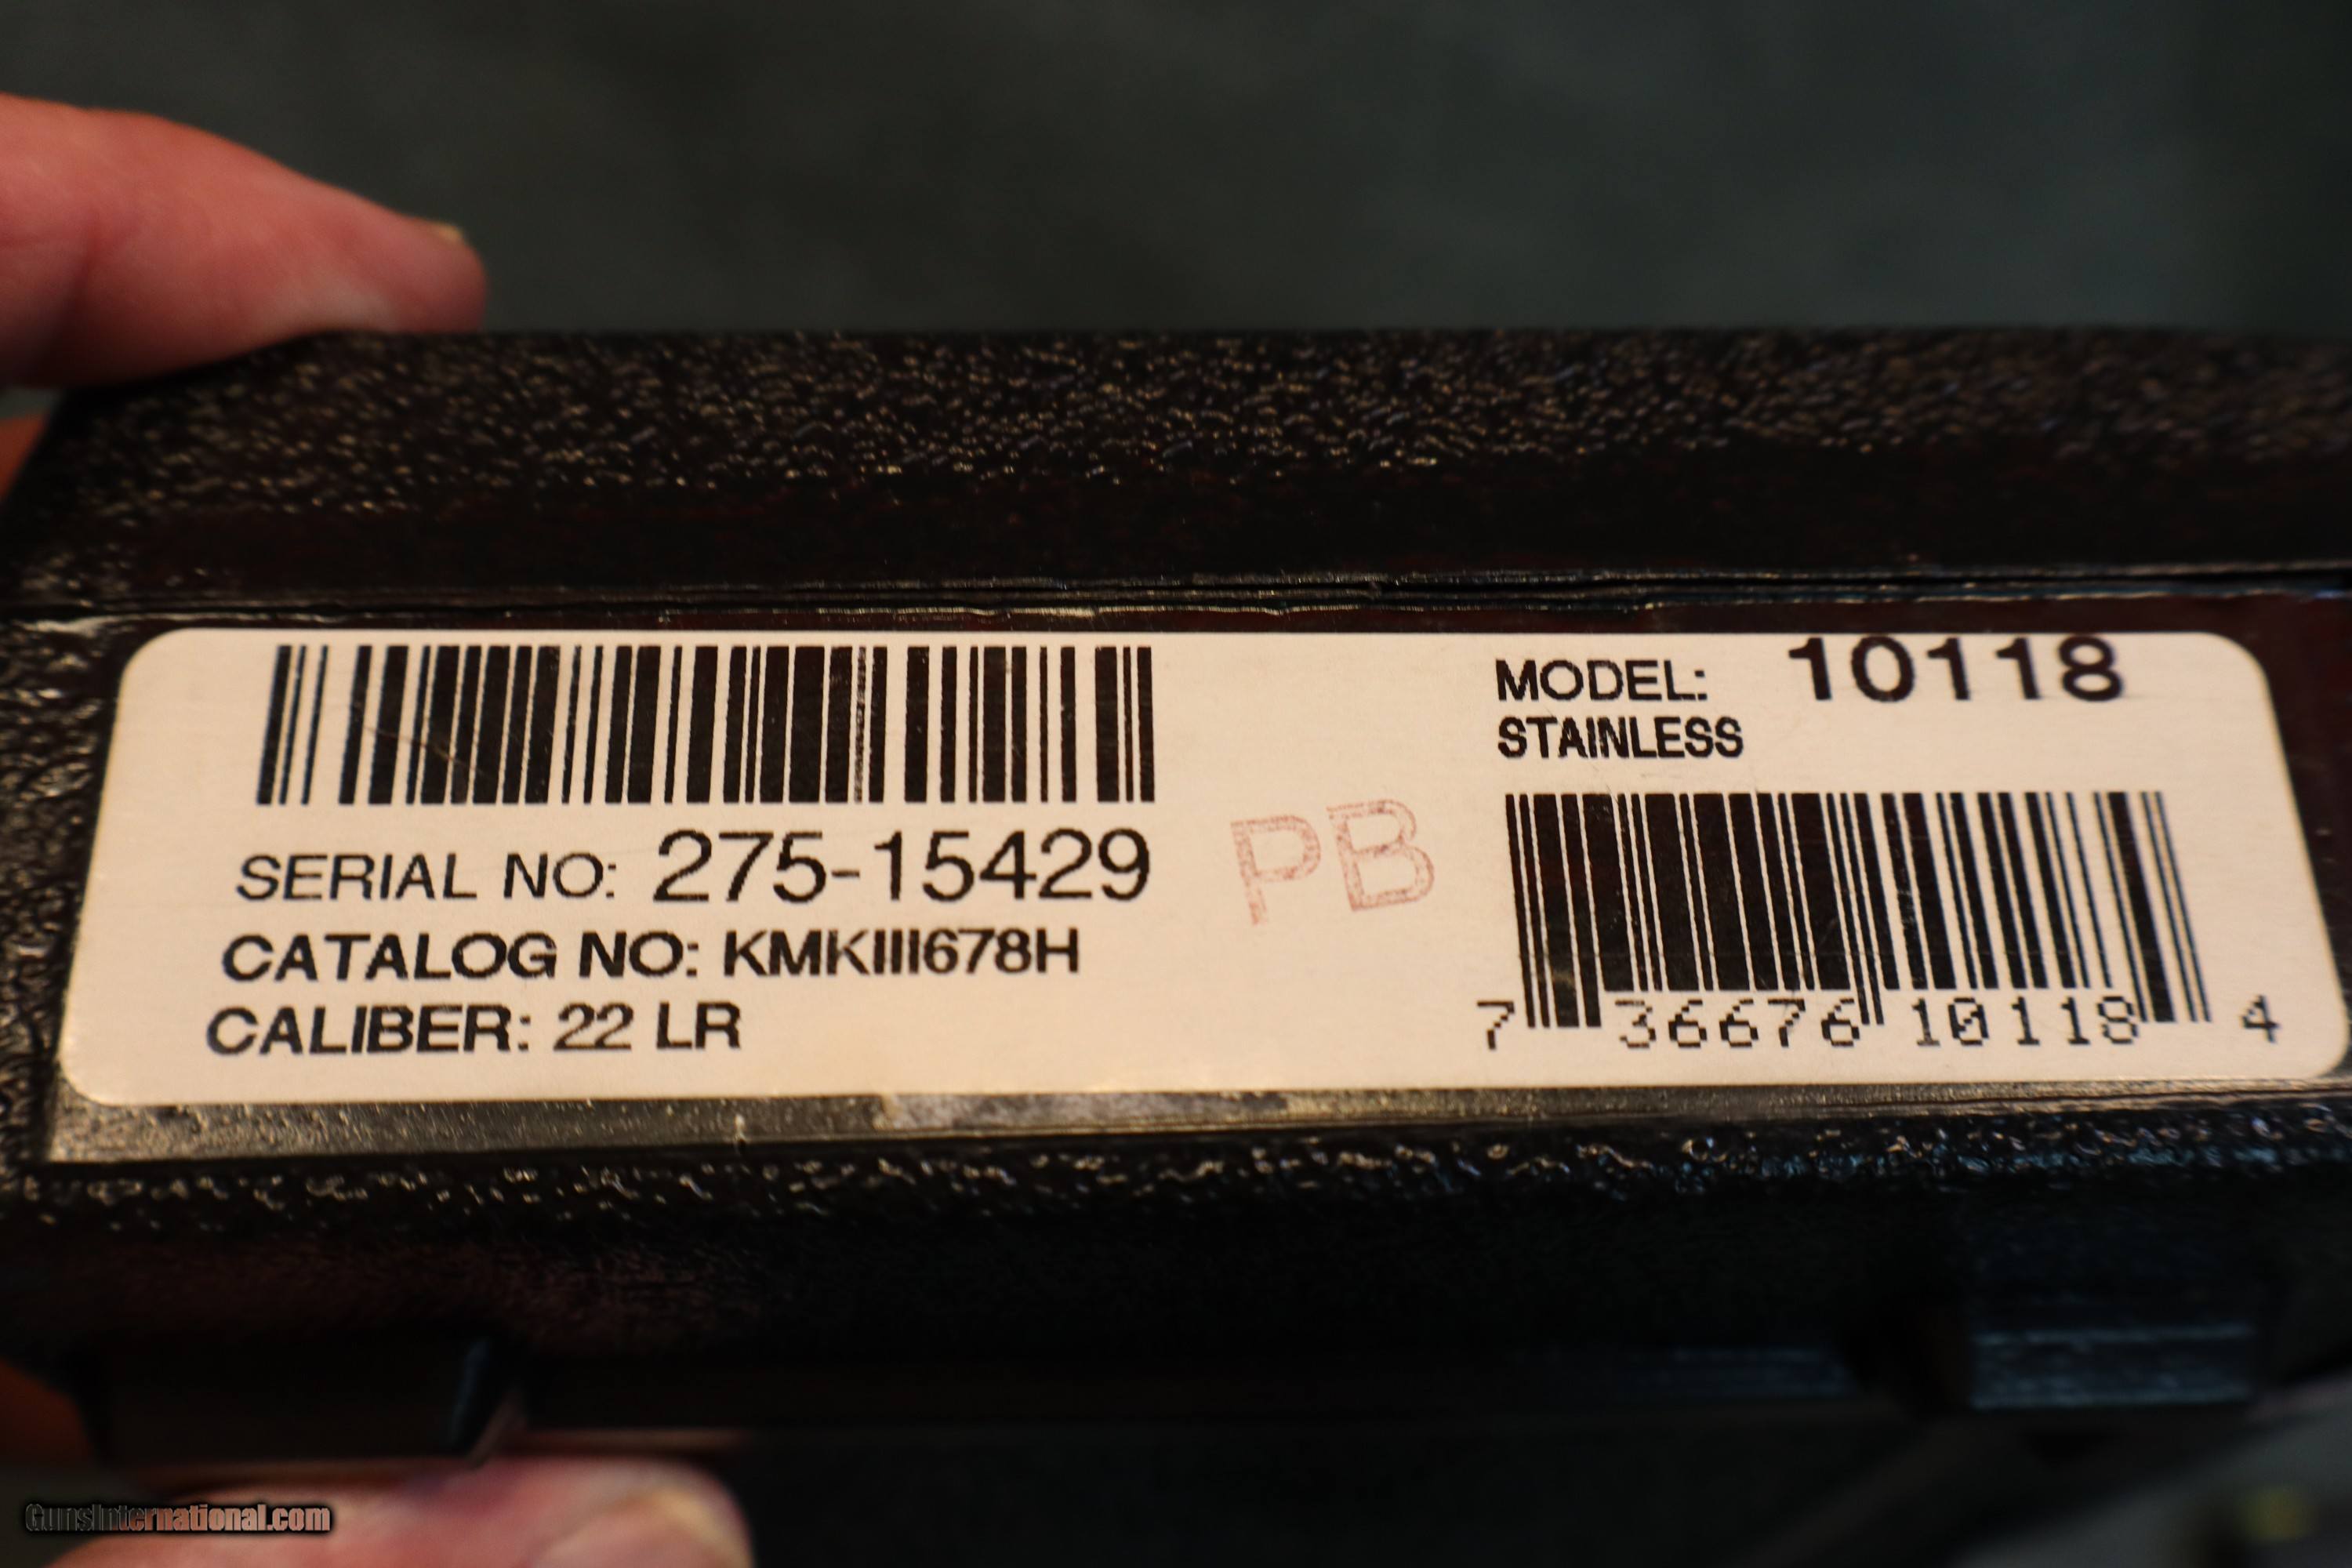 SERIAL NO: 275-15429
CATALOG NO: KMKIII678H
CALIBER: 22 LR
PB
MODEL: 10118
STAINLESS
7 36676 10118 4
GunsInternational.com